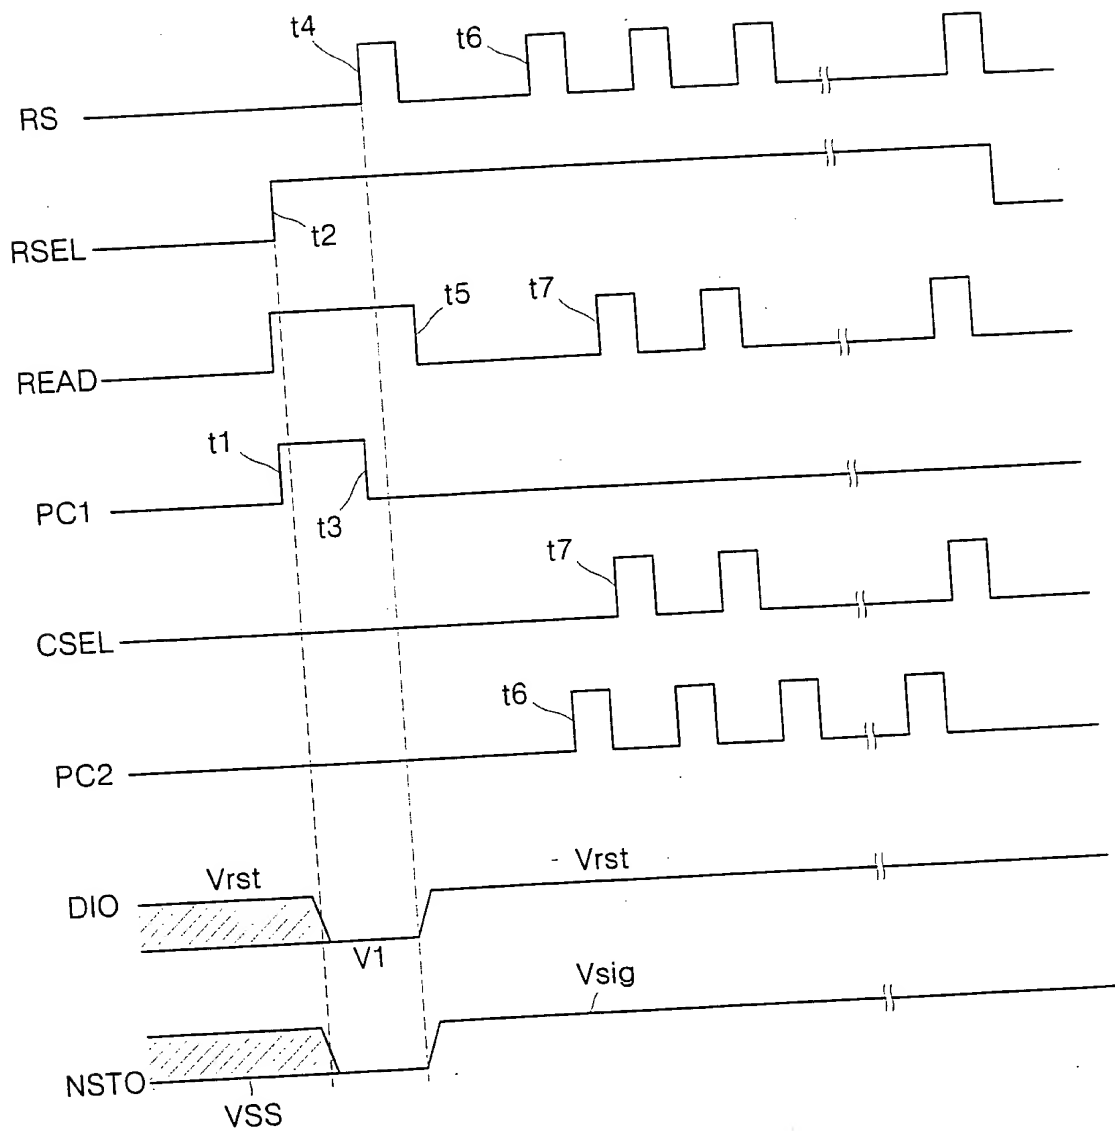 t4
t6
RS
t2
RSEL
t5
t7
READ
t1
t3
PC1
t7
CSEL
t6
PC2
Vrst
Vrst
DIO
V1
Vsig
NSTO
VSS